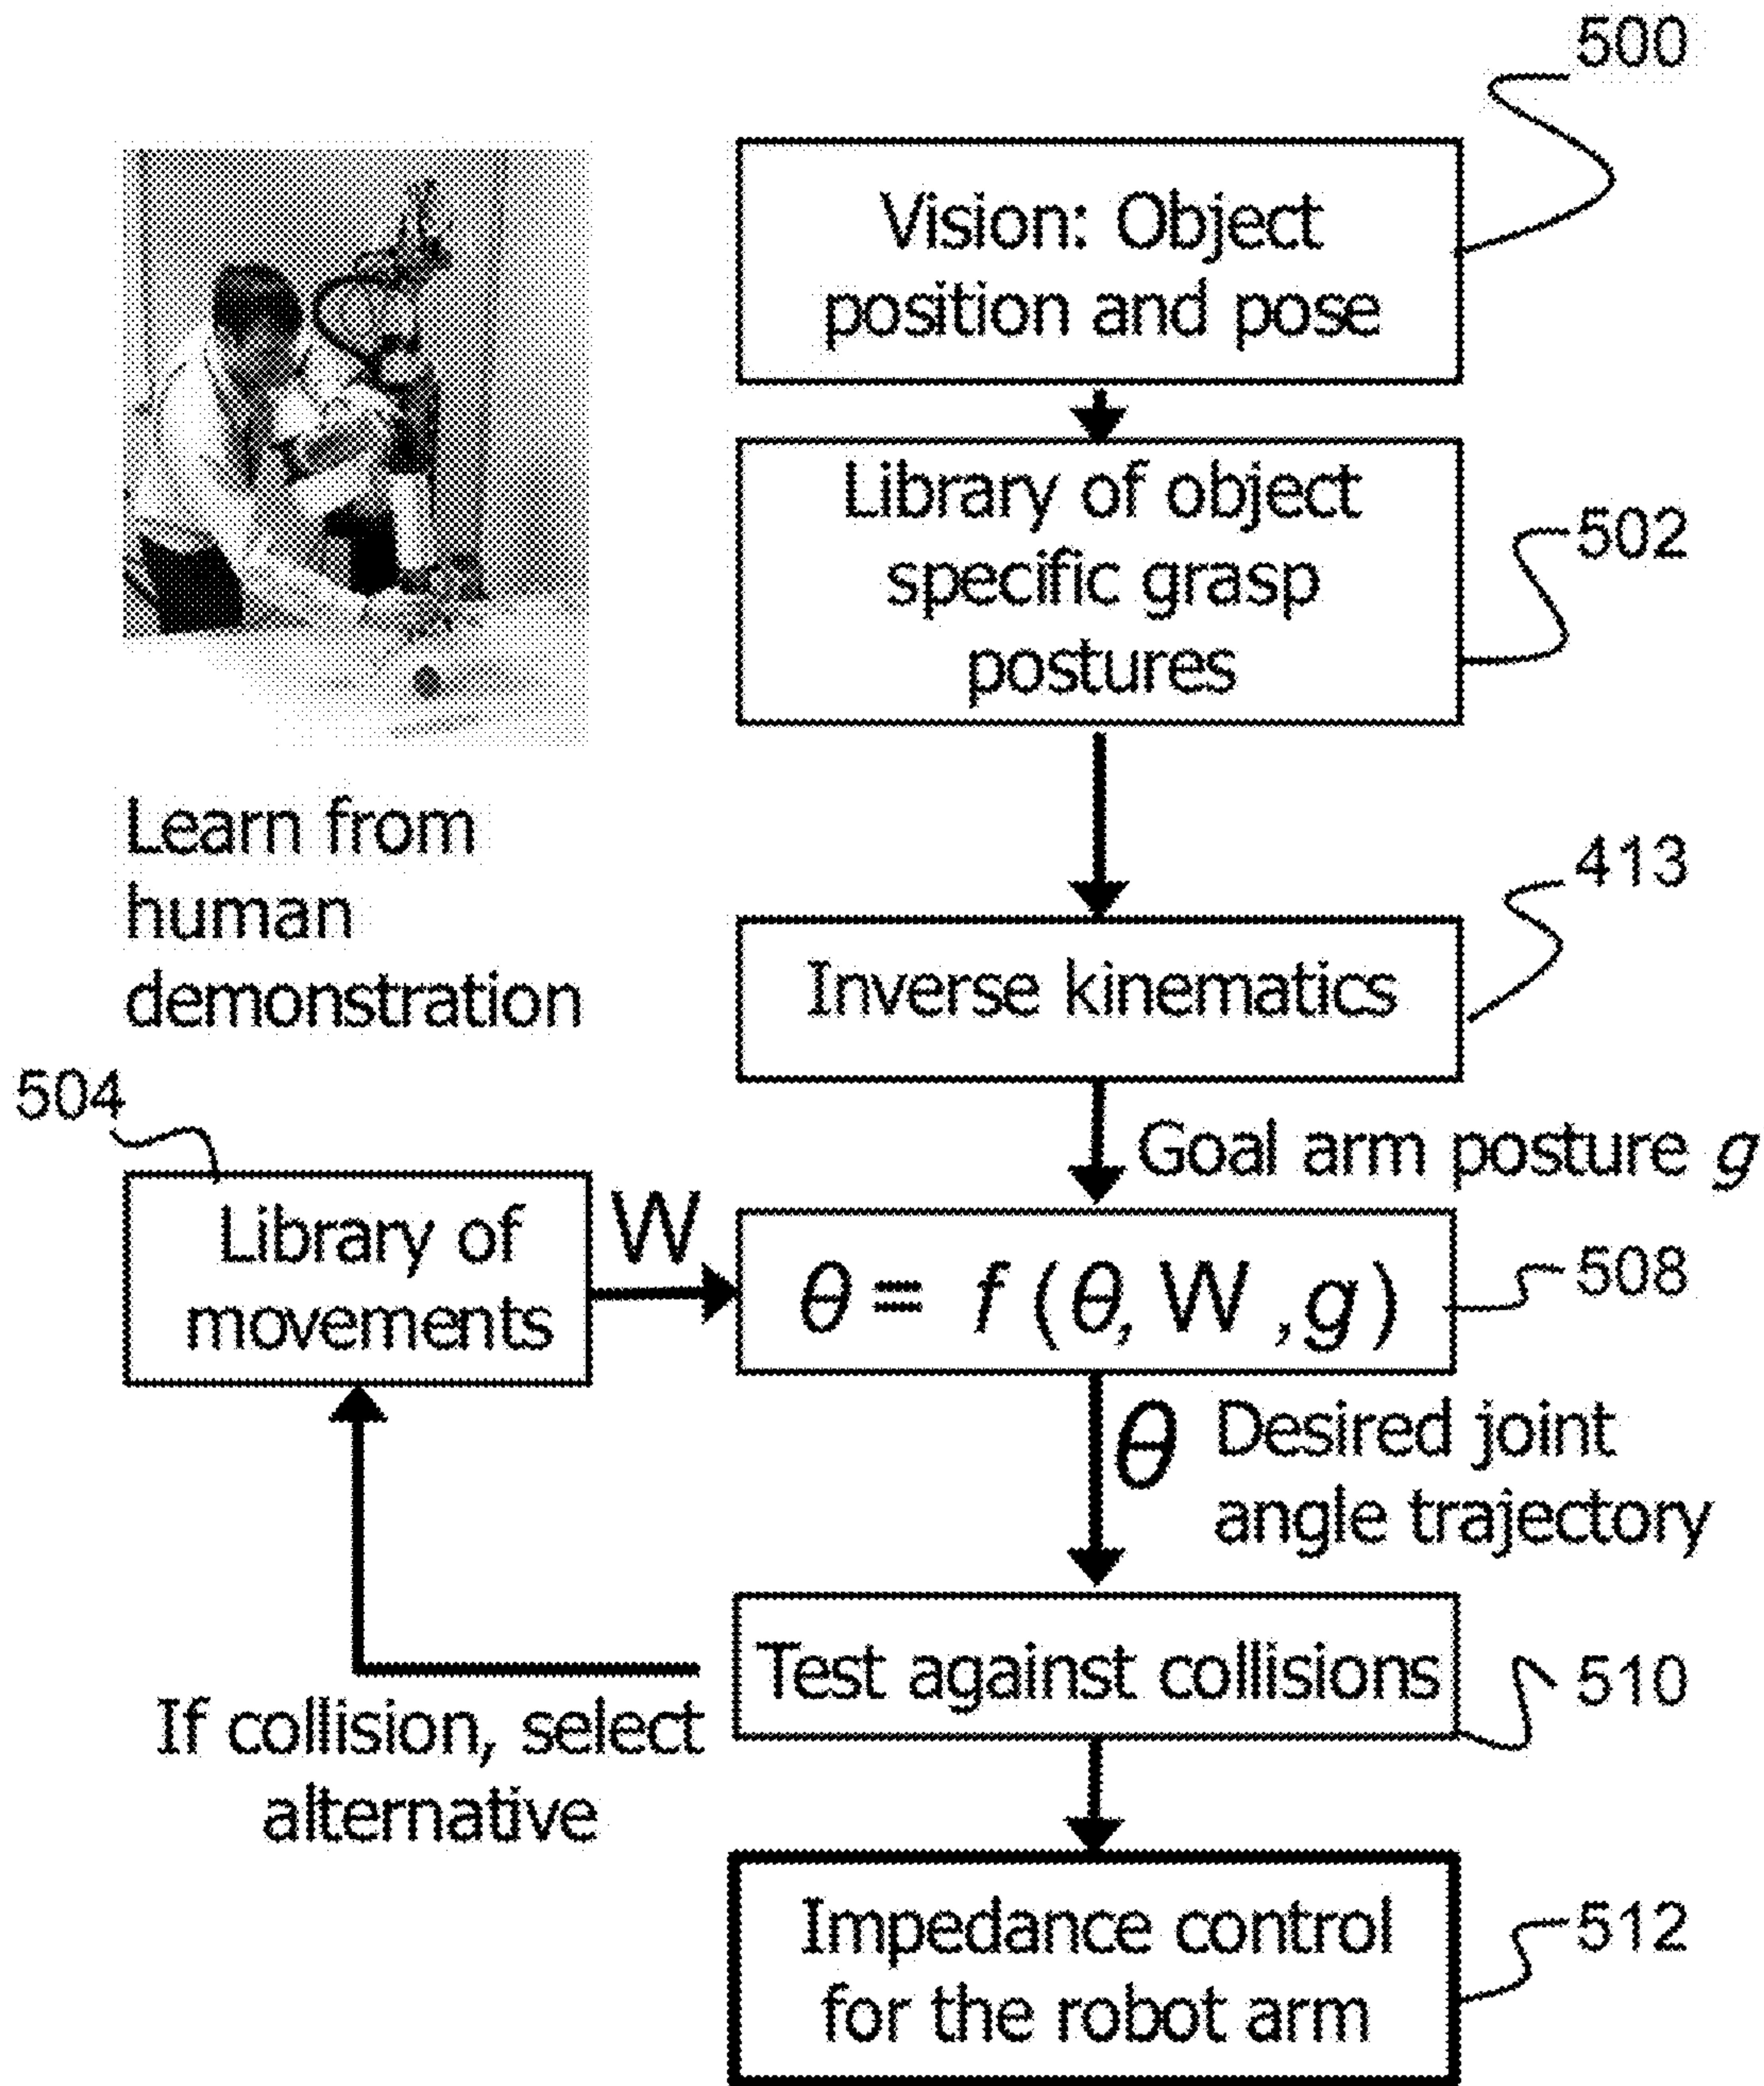 500
Vision: Object
position and pose
Library of object
specific grasp
postures
502
Learn from
human
demonstration
413
Inverse kinematics
504
Goal arm posture g
Library of
movements
W
θ = f (θ, W ,g )
508
θ Desired joint
angle trajectory
Test against collisions
510
If collision, select
alternative
Impedance control
for the robot arm
512